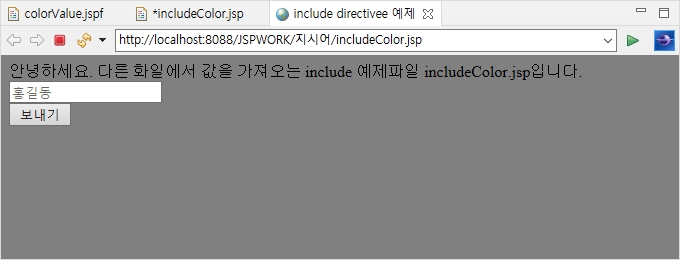 colorValue.jspf
*includeColor.jsp
include directivee 예제
http://localhost:8088/JSPWORK/지시어/includeColor.jsp
안녕하세요. 다른 화일에서 값을 가져오는 include 예제파일 includeColor.jsp입니다.
홍길동
보내기